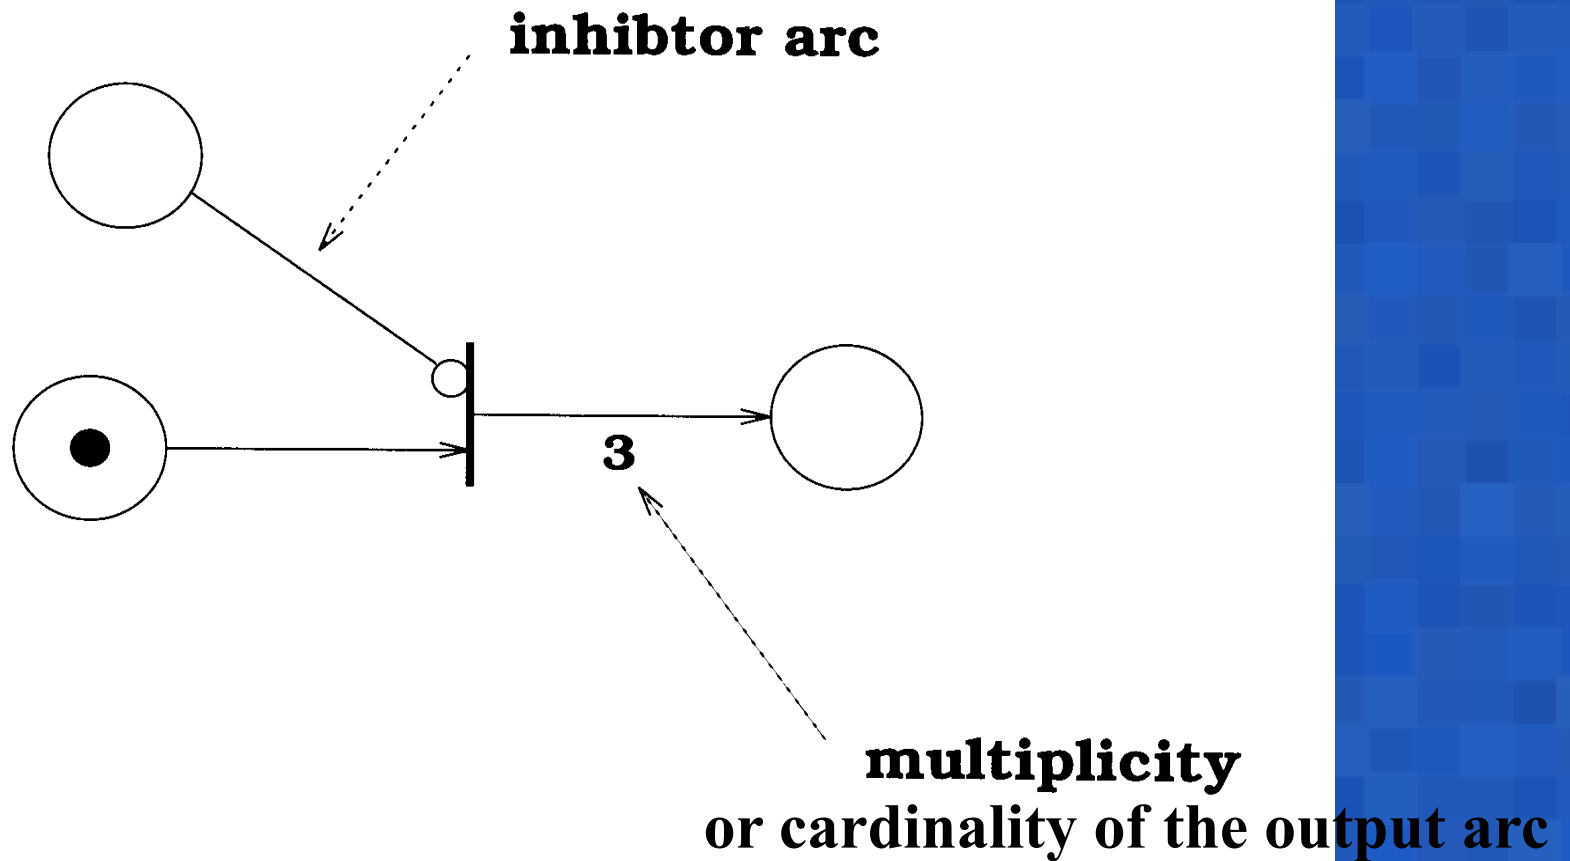 inhibtor arc
3
multiplicity
or cardinality of the output arc